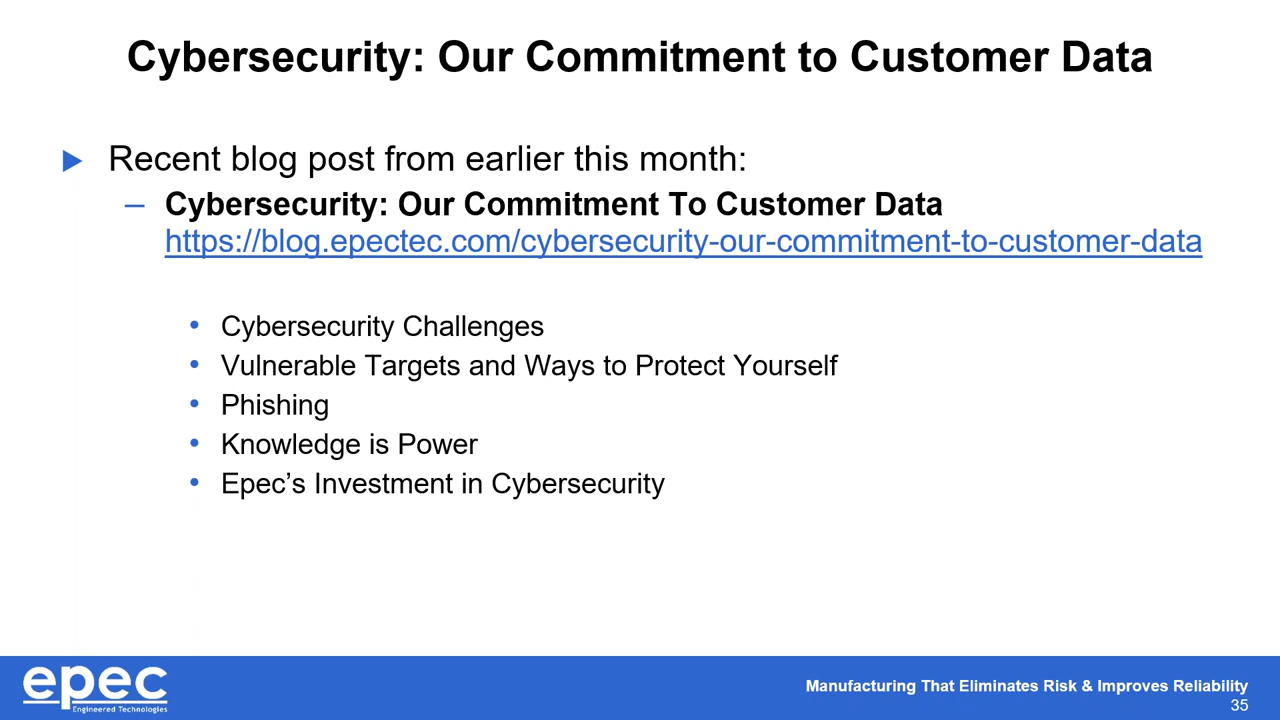 Cybersecurity: Our Commitment to Customer Data
Recent blog post from earlier this month:
– Cybersecurity: Our Commitment To Customer Data
https://blog.epectec.com/cybersecurity-our-commitment-to-customer-data
• Cybersecurity Challenges
• Vulnerable Targets and Ways to Protect Yourself
• Phishing
• Knowledge is Power
• Epec’s Investment in Cybersecurity
epec
Engineered Technologies
Manufacturing That Eliminates Risk & Improves Reliability
35